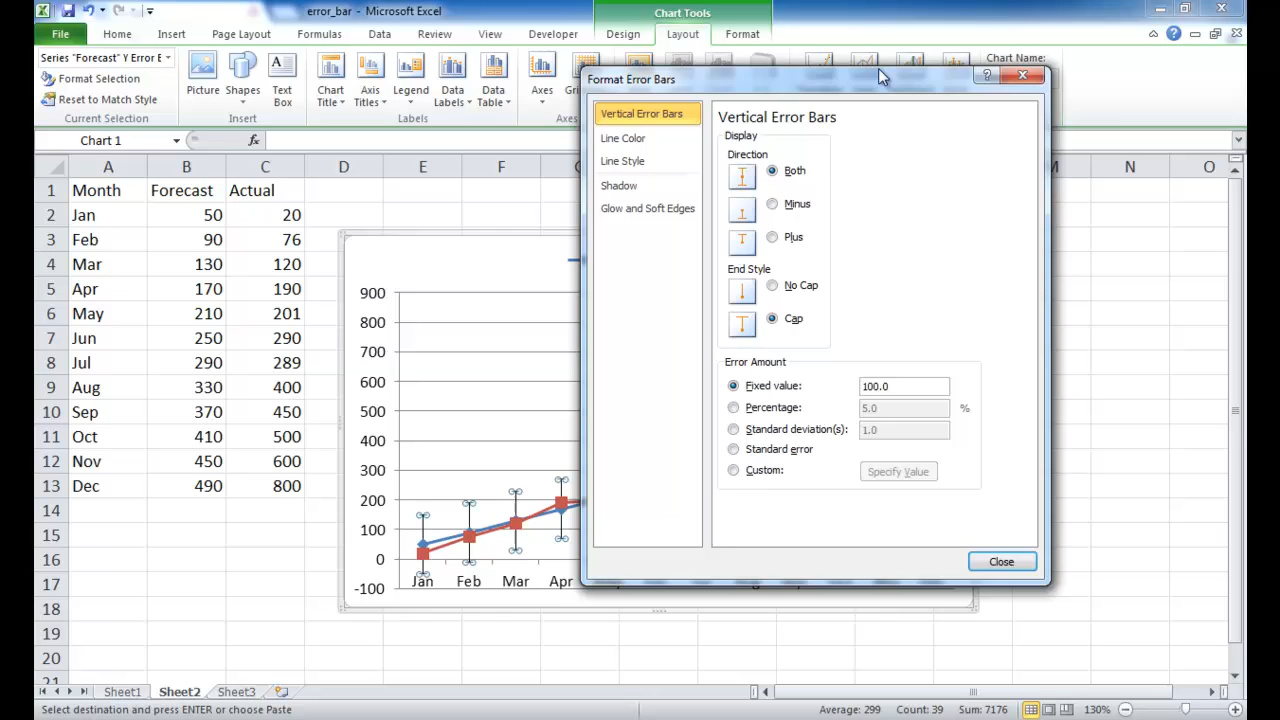 error_bar - Microsoft Excel
Chart Tools
File Home Insert Page Layout Formulas Data Review View Developer Design Layout Format
Series "Forecast" Y Error E
Format Selection
Reset to Match Style
Current Selection
Picture
Shapes
Text Box
Insert
Chart Title
Axis Titles
Legend
Data Labels
Data Table
Labels
Axes
Chart Name:
Chart 1
fx
A B C D E F M N O
1 Month Forecast Actual
2 Jan 50 20
3 Feb 90 76
4 Mar 130 120
5 Apr 170 190
6 May 210 201
7 Jun 250 290
8 Jul 290 289
9 Aug 330 400
10 Sep 370 450
11 Oct 410 500
12 Nov 450 600
13 Dec 490 800
14
15
16
17
18
19
20
21
900
800
700
600
500
400
300
200
100
0
-100
Jan Feb Mar Apr
Format Error Bars
Vertical Error Bars
Line Color
Line Style
Shadow
Glow and Soft Edges
Vertical Error Bars
Display
Direction
Both
Minus
Plus
End Style
No Cap
Cap
Error Amount
Fixed value: 100.0
Percentage: 5.0 %
Standard deviation(s): 1.0
Standard error
Custom: Specify Value
Close
Sheet1 Sheet2 Sheet3
Select destination and press ENTER or choose Paste
Average: 299 Count: 39 Sum: 7176 130%